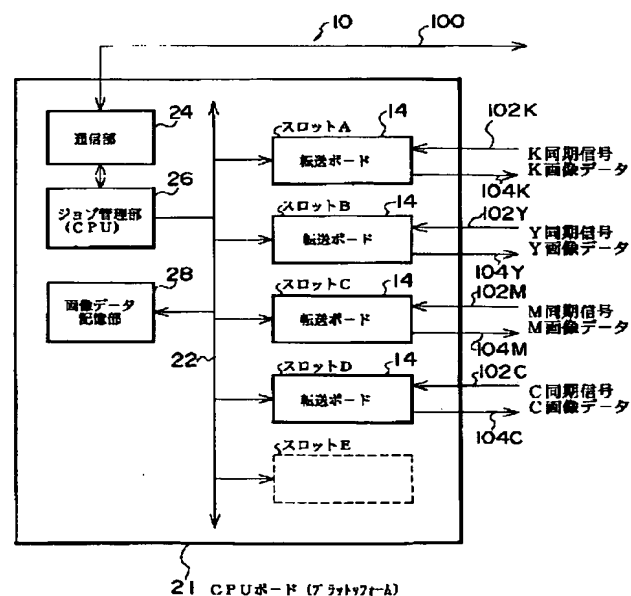 10
100
24
通信部
26
ジョブ管理部
(CPU)
28
画像データ
記憶部
22
スロットA
14
転送ボード
102K
K同期信号
K画像データ
104K
スロットB
14
転送ボード
102Y
Y同期信号
Y画像データ
104Y
スロットC
14
転送ボード
102M
M同期信号
M画像データ
104M
スロットD
14
転送ボード
102C
C同期信号
C画像データ
104C
スロットE
21 CPUボード(プラットフォーム)